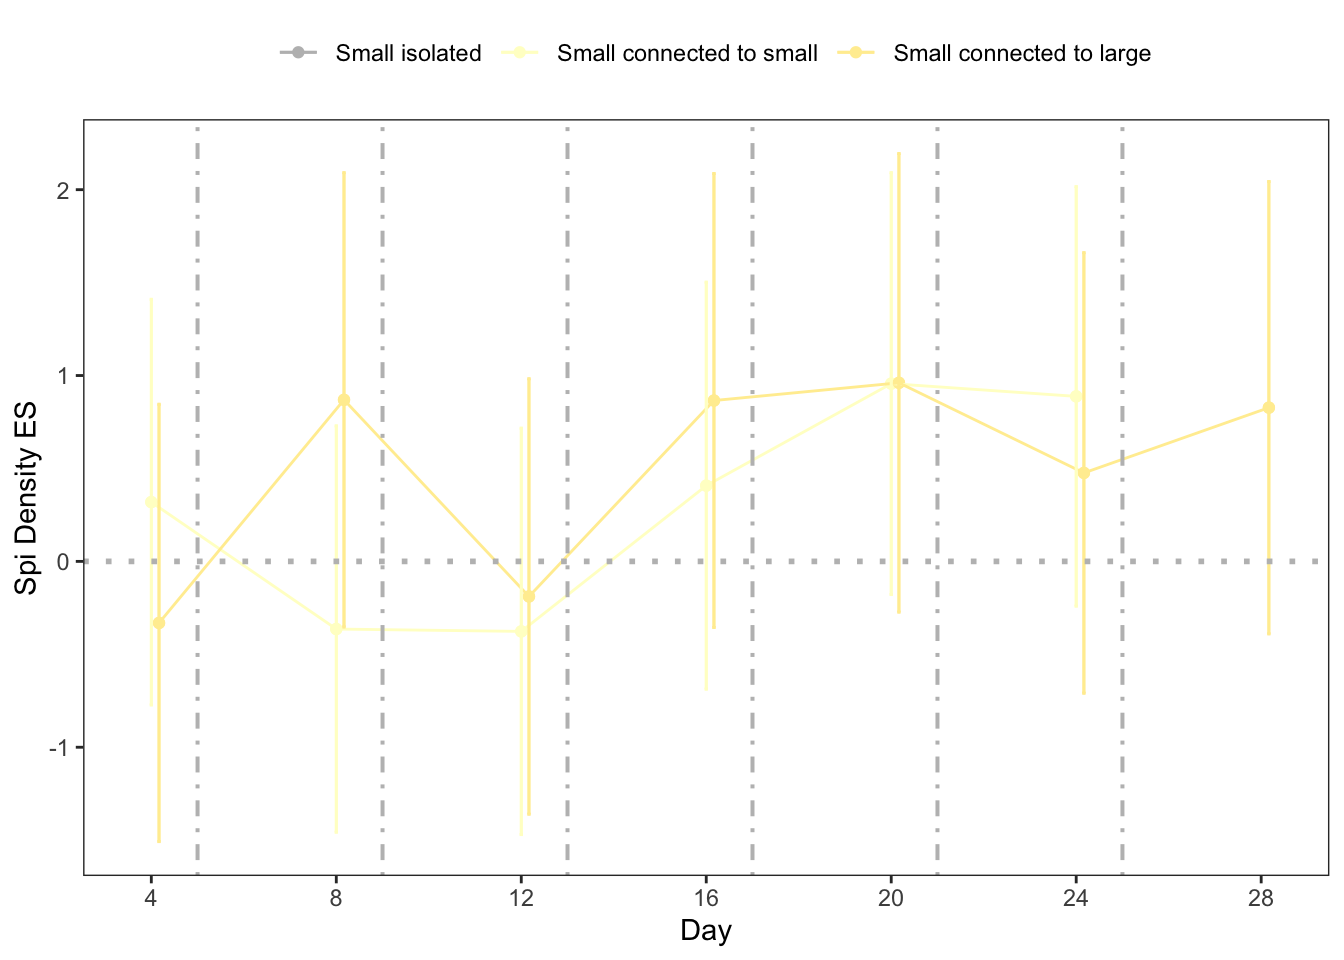 Small isolated Small connected to small Small connected to large
2
1
0
-1
Spi Density ES
4 8 12 16 20 24 28
Day